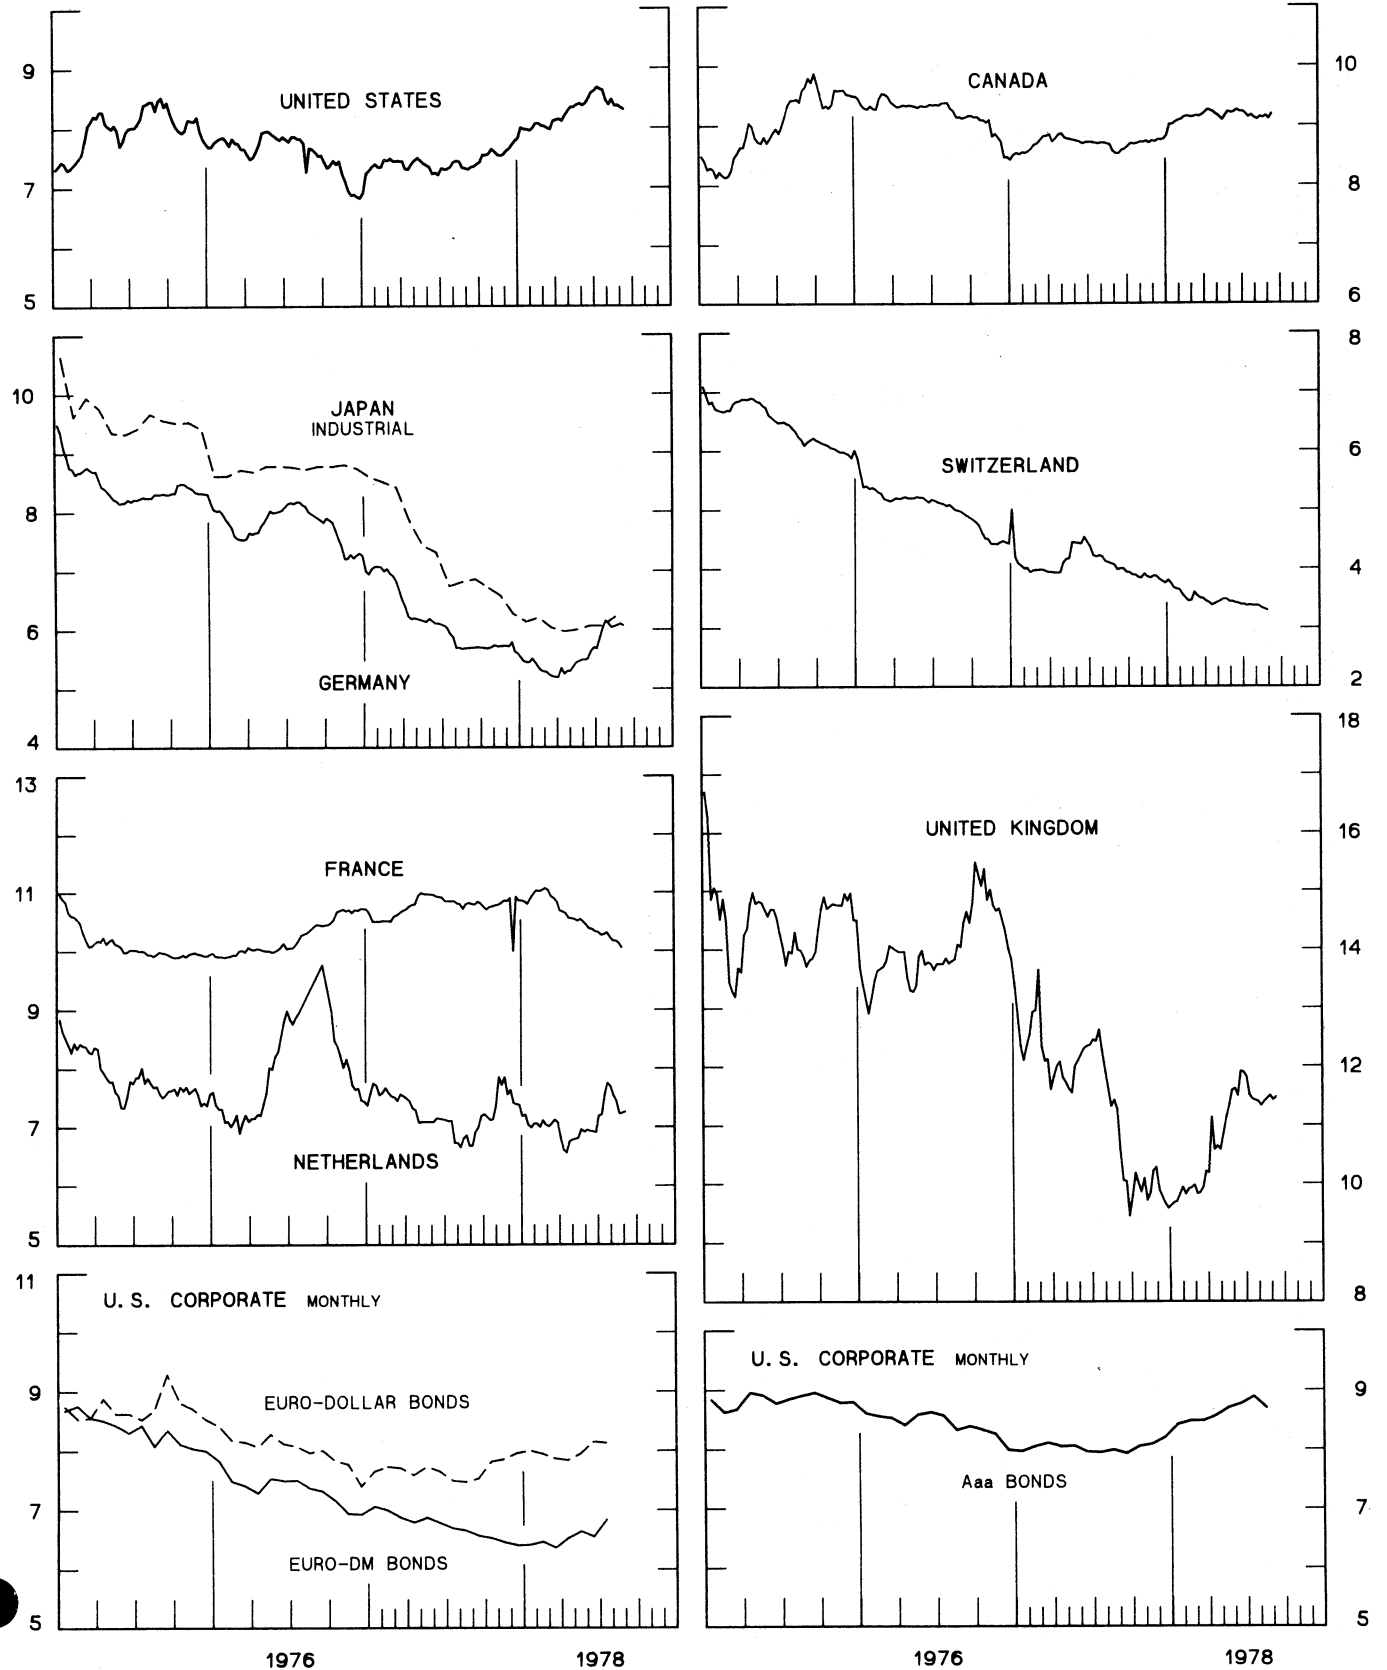 9
UNITED STATES
7
5
10
CANADA
8
6
10
JAPAN
INDUSTRIAL
8
6
GERMANY
4
8
6
SWITZERLAND
4
2
13
FRANCE
11
9
7
NETHERLANDS
5
18
16
UNITED KINGDOM
14
12
10
8
11
U.S. CORPORATE MONTHLY
9
EURO-DOLLAR BONDS
7
EURO-DM BONDS
5
1976 1978
U.S. CORPORATE MONTHLY
9
Aaa BONDS
7
5
1976 1978